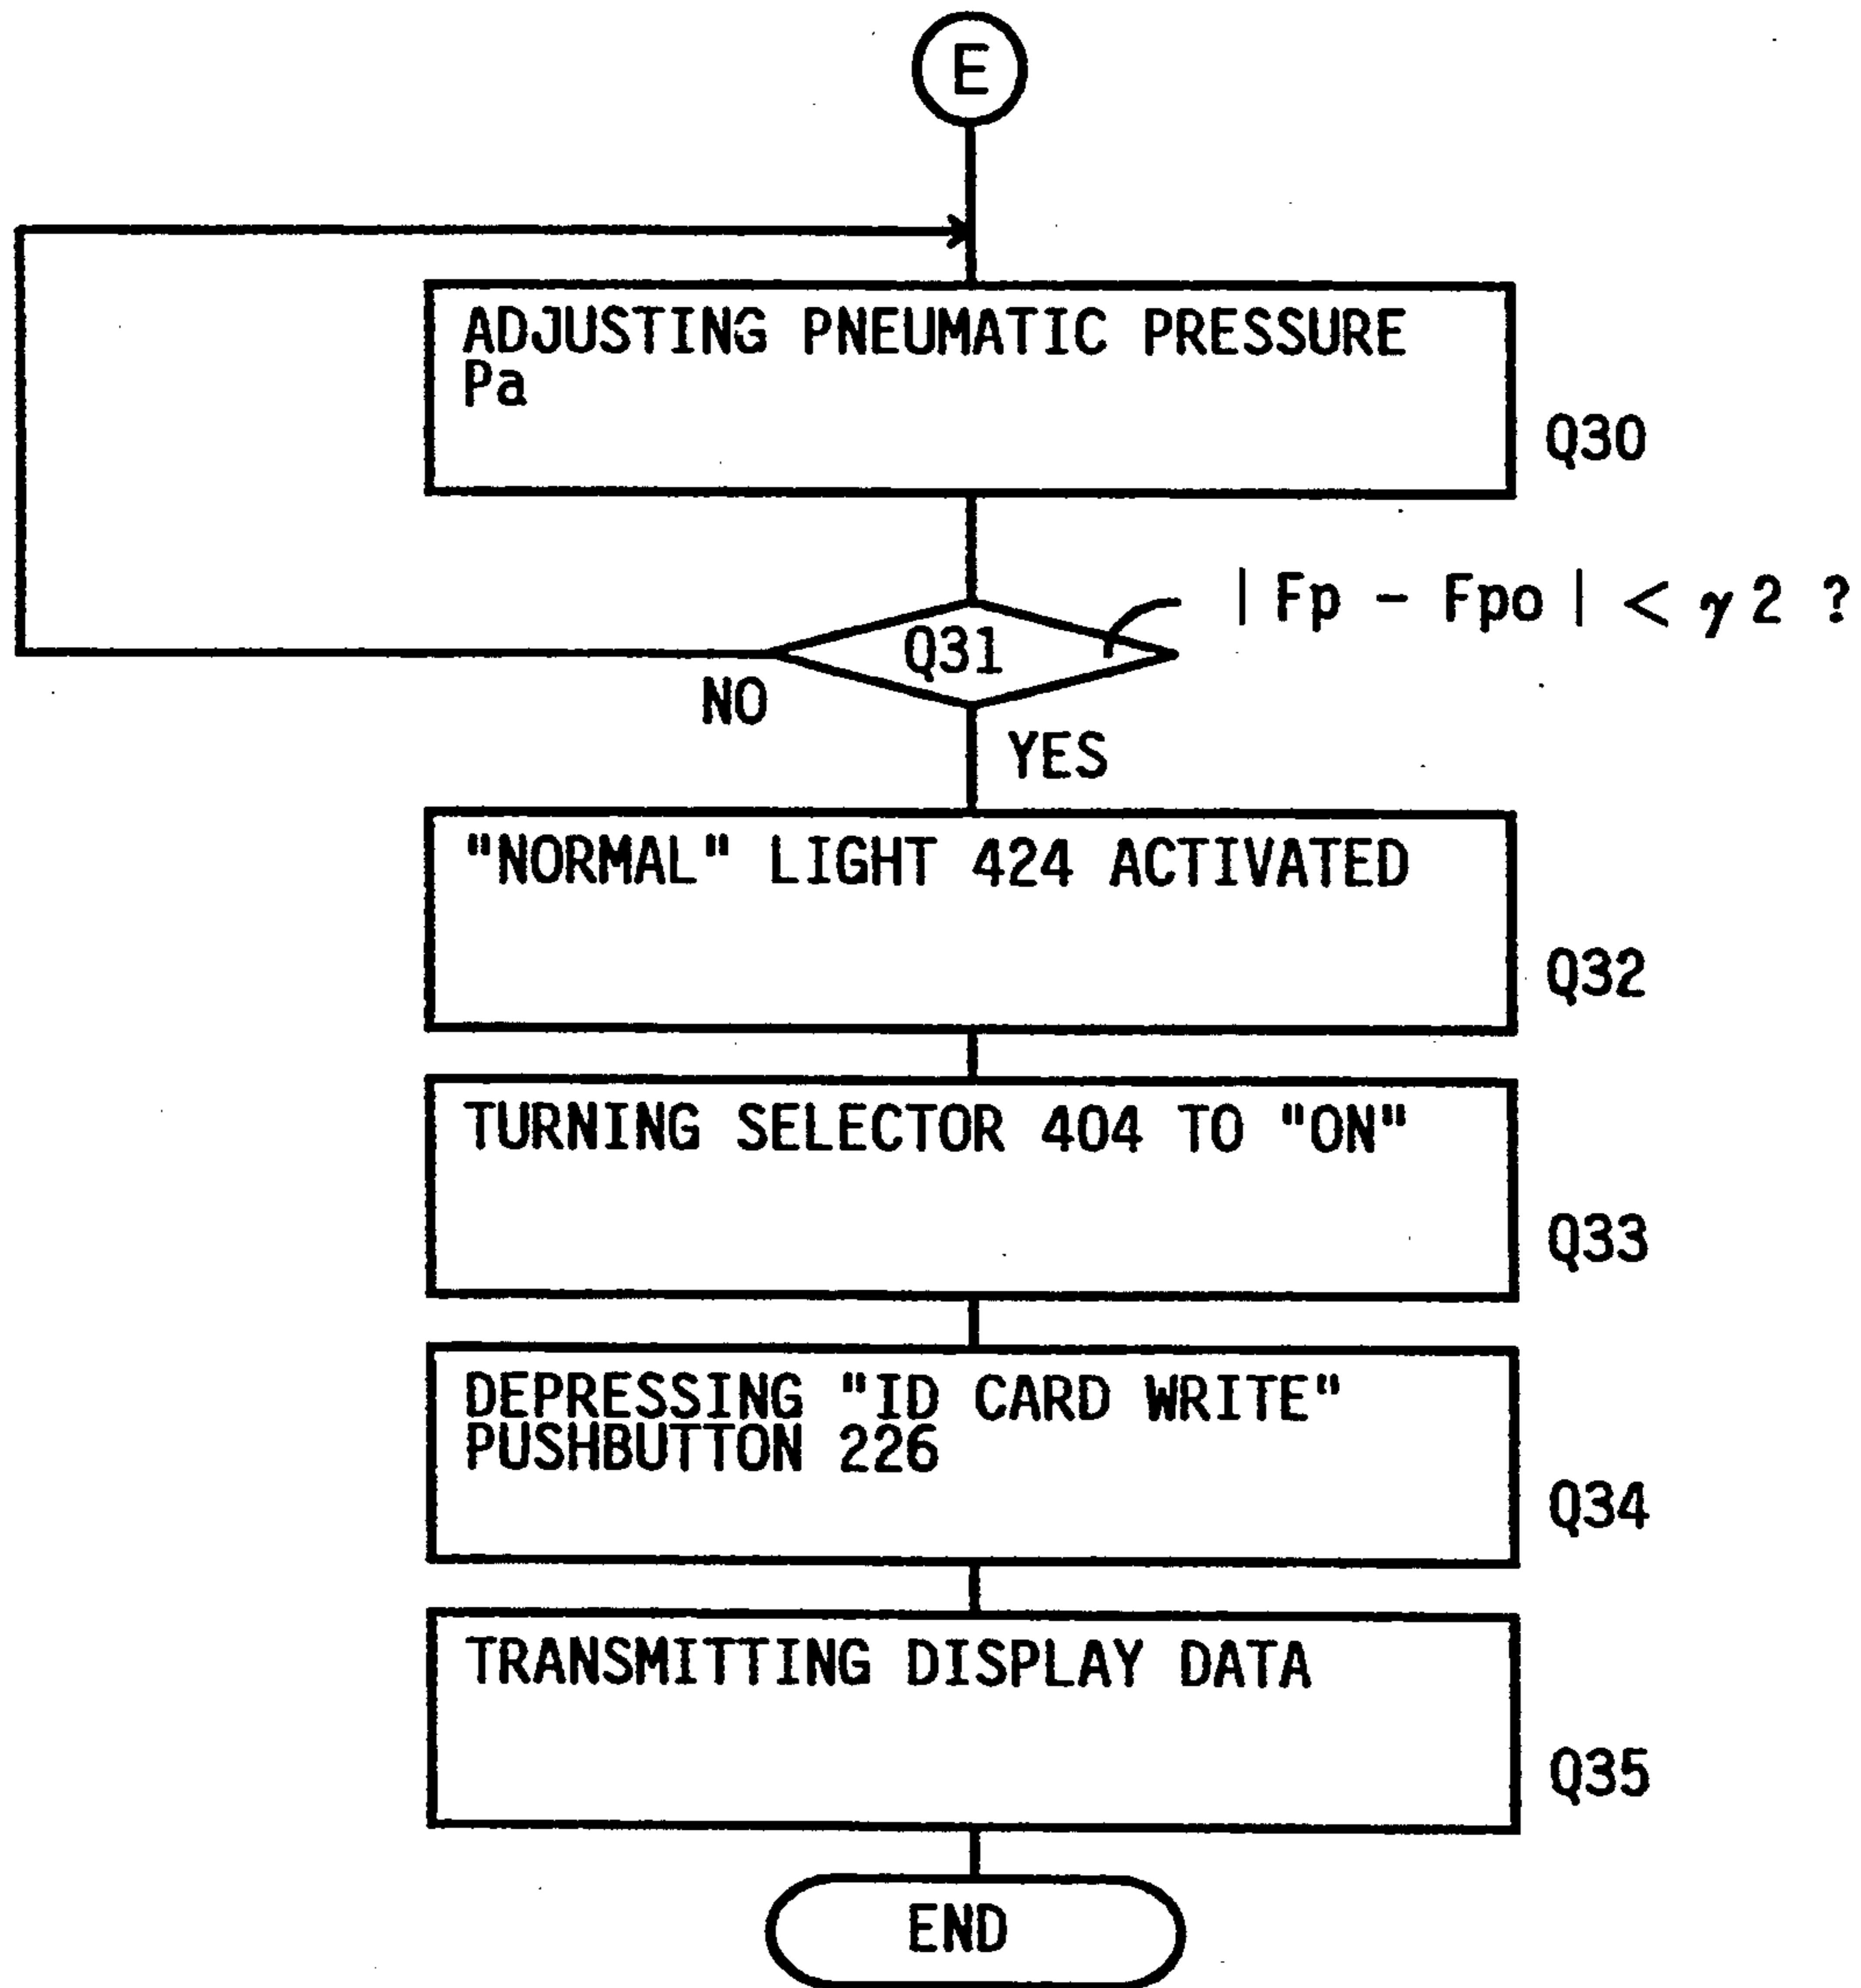 E
ADJUSTING PNEUMATIC PRESSURE
Pa
Q30
| Fp - Fpo | < γ2 ?
Q31
NO
YES
"NORMAL" LIGHT 424 ACTIVATED
Q32
TURNING SELECTOR 404 TO "ON"
Q33
DEPRESSING "ID CARD WRITE"
PUSHBUTTON 226
Q34
TRANSMITTING DISPLAY DATA
Q35
END